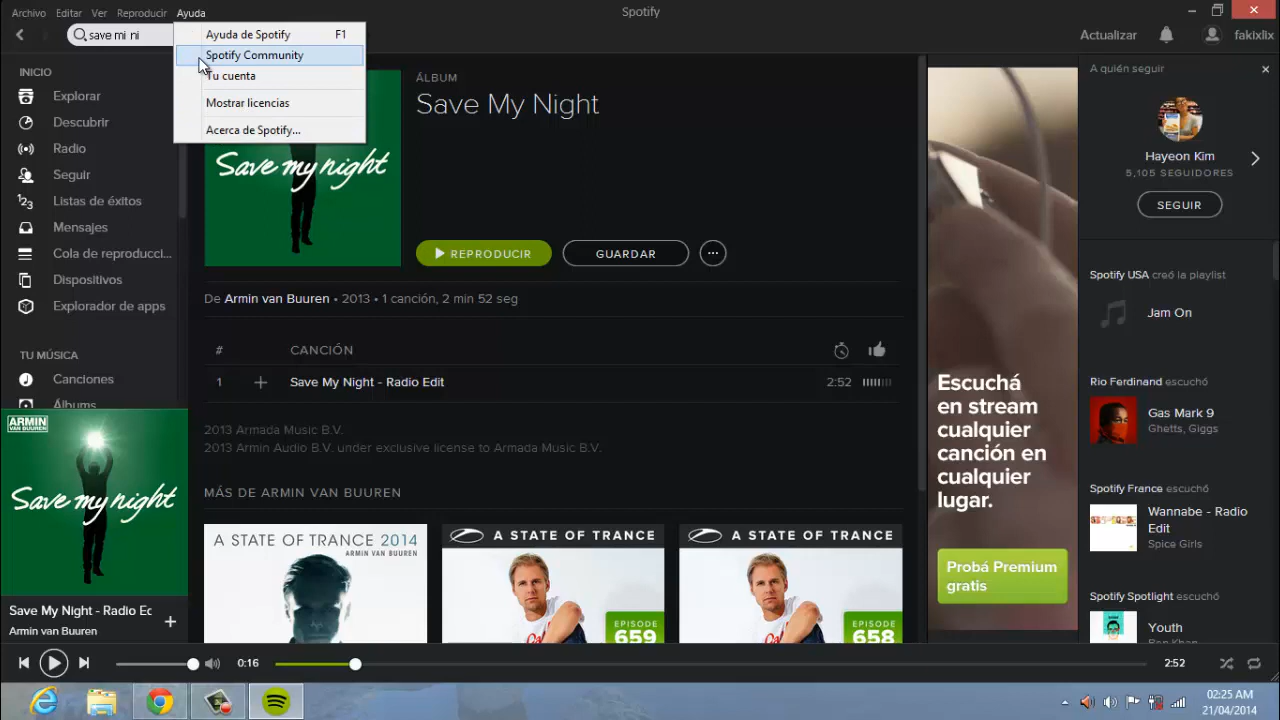 Archivo Editar Ver Reproducir Ayuda
Spotify
save mi ni
Actualizar
fakixlix
Ayuda de Spotify F1
Spotify Community
Tu cuenta
Mostrar licencias
Acerca de Spotify...
INICIO
Explorar
Descubrir
Radio
Seguir
Listas de éxitos
Mensajes
Cola de reproducci...
Dispositivos
Explorador de apps
TU MÚSICA
Canciones
Álbums
ARMIN
VAN BUUREN
Save my night
Save My Night - Radio Ec
Armin van Buuren
Save my night
ÁLBUM
Save My Night
REPRODUCIR
GUARDAR
De Armin van Buuren • 2013 • 1 canción, 2 min 52 seg
# CANCIÓN
1 Save My Night - Radio Edit 2:52
2013 Armada Music B.V.
2013 Armin Audio B.V. under exclusive license to Armada Music B.V.
MÁS DE ARMIN VAN BUUREN
A STATE OF TRANCE 2014
ARMIN VAN BUUREN
A STATE OF TRANCE
EPISODE
659
A STATE OF TRANCE
EPISODE
658
Escuchá
en stream
cualquier
canción en
cualquier
lugar.
Probá Premium
gratis
A quién seguir
Hayeon Kim
5,105 SEGUIDORES
SEGUIR
Spotify USA creó la playlist
Jam On
Rio Ferdinand escuchó
Gas Mark 9
Ghetts, Giggs
Spotify France escuchó
Wannabe - Radio
Edit
Spice Girls
Spotify Spotlight escuchó
Youth
0:16
2:52
02:25 AM
21/04/2014